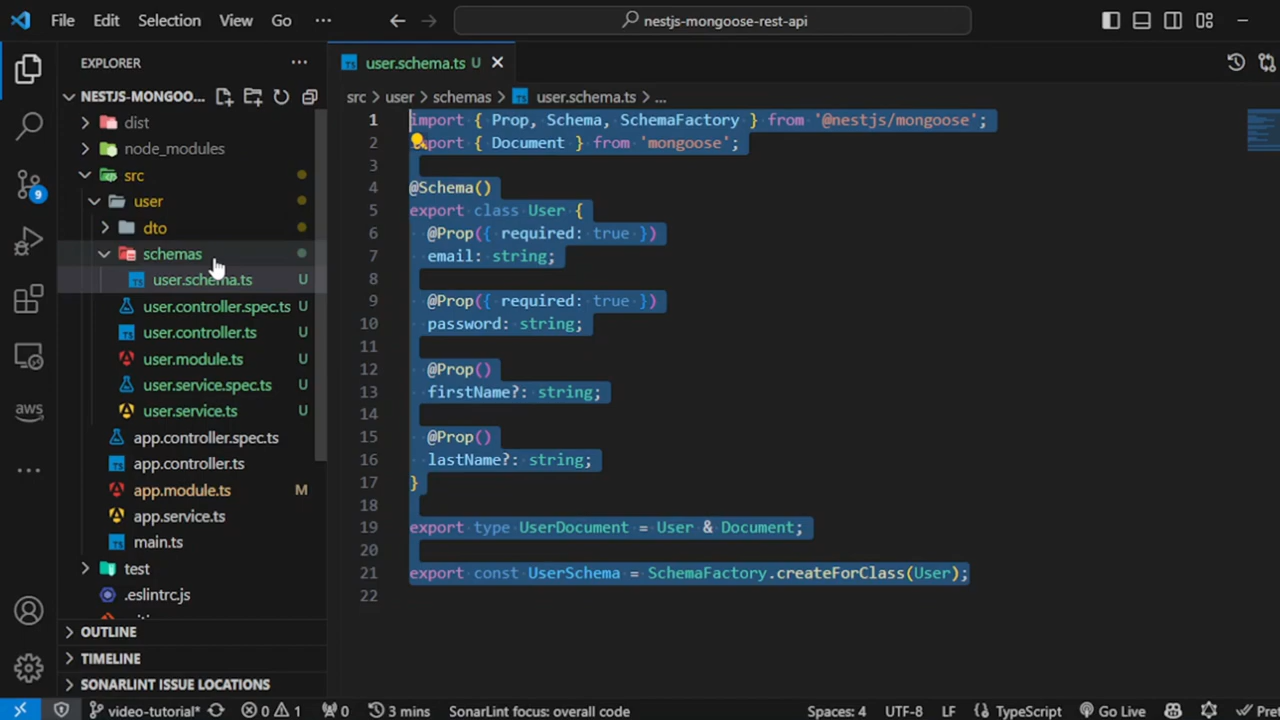 File Edit Selection View Go ··· nestjs-mongoose-rest-api
EXPLORER ···
user.schema.ts U
NESTJS-MONGOO...
src > user > schemas > TS user.schema.ts > ...
dist
node_modules
src
user
dto
schemas
TS user.schema.ts U
user.controller.spec.ts U
TS user.controller.ts U
user.module.ts U
user.service.spec.ts U
user.service.ts U
app.controller.spec.ts
TS app.controller.ts
app.module.ts M
app.service.ts
TS main.ts
test
.eslintrc.js
OUTLINE
TIMELINE
SONARLINT ISSUE LOCATIONS
9
aws
1 import { Prop, Schema, SchemaFactory } from '@nestjs/mongoose';
2 import { Document } from 'mongoose';
3
4 @Schema()
5 export class User {
6 @Prop({ required: true })
7 email: string;
8
9 @Prop({ required: true })
10 password: string;
11
12 @Prop()
13 firstName?: string;
14
15 @Prop()
16 lastName?: string;
17 }
18
19 export type UserDocument = User & Document;
20
21 export const UserSchema = SchemaFactory.createForClass(User);
22
video-tutorial* 0 1 0 3 mins SonarLint focus: overall code Spaces: 4 UTF-8 LF {} TypeScript Go Live